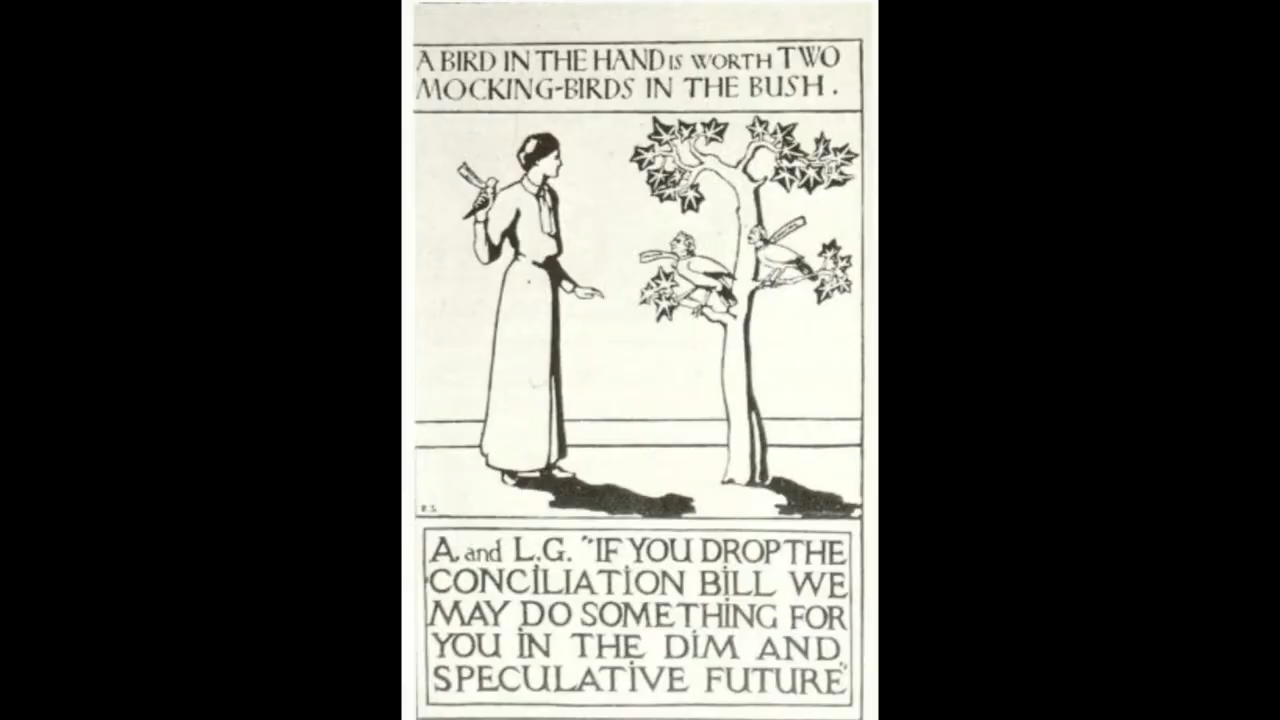 A BIRD IN THE HAND IS WORTH TWO
MOCKING-BIRDS IN THE BUSH.
A. and L.G. "IF YOU DROP THE
CONCILIATION BILL WE
MAY DO SOMETHING FOR
YOU IN THE DIM AND
SPECULATIVE FUTURE"